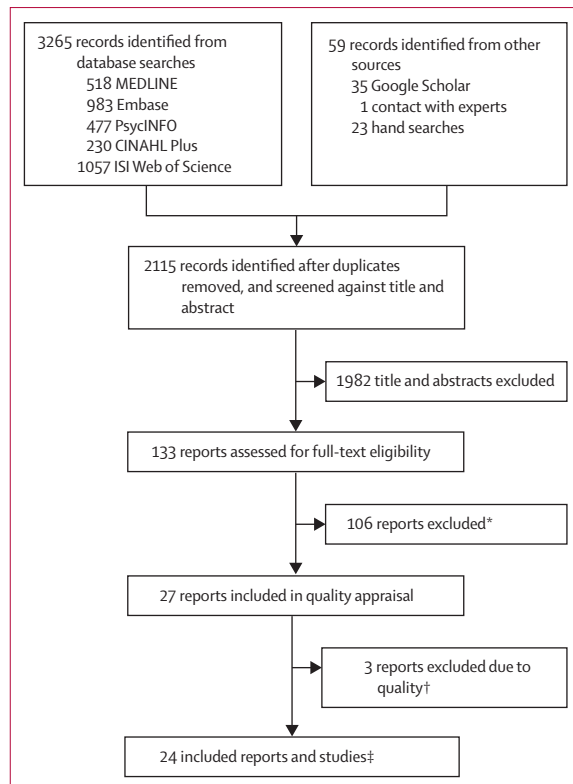 3265 records identified from
database searches
518 MEDLINE
983 Embase
477 PsycINFO
230 CINAHL Plus
1057 ISI Web of Science
59 records identified from other
sources
35 Google Scholar
1 contact with experts
23 hand searches
2115 records identified after duplicates
removed, and screened against title and
abstract
1982 title and abstracts excluded
133 reports assessed for full-text eligibility
106 reports excluded*
27 reports included in quality appraisal
3 reports excluded due to
quality†
24 included reports and studies‡